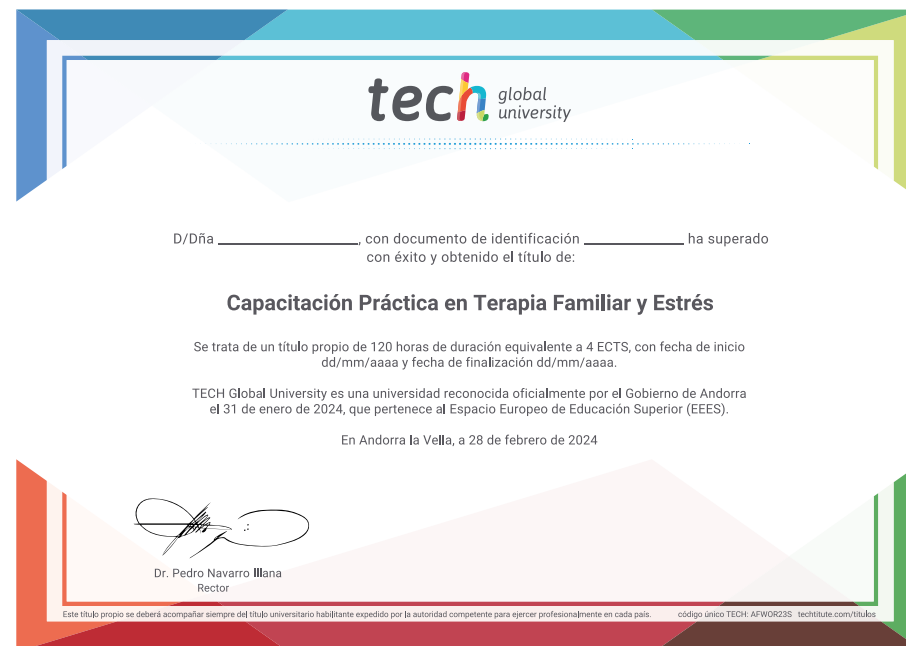 tech global university
D/Dña ____________________, con documento de identificación ______________ ha superado
con éxito y obtenido el título de:
Capacitación Práctica en Terapia Familiar y Estrés
Se trata de un título propio de 120 horas de duración equivalente a 4 ECTS, con fecha de inicio
dd/mm/aaaa y fecha de finalización dd/mm/aaaa.
TECH Global University es una universidad reconocida oficialmente por el Gobierno de Andorra
el 31 de enero de 2024, que pertenece al Espacio Europeo de Educación Superior (EEES).
En Andorra la Vella, a 28 de febrero de 2024
Dr. Pedro Navarro Illana
Rector
Este título propio se deberá acompañar siempre del título universitario habilitante expedido por la autoridad competente para ejercer profesionalmente en cada país. código único TECH: AFWOR23S techtitute.com/titulos